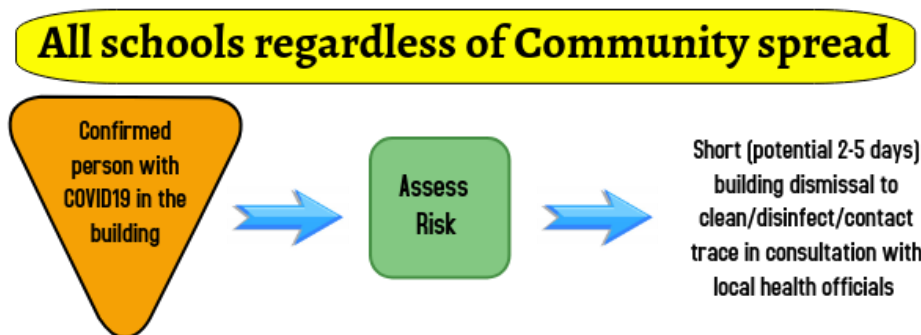 All schools regardless of Community spread
Confirmed
person with
COVID19 in the
building
Assess
Risk
Short (potential 2-5 days)
building dismissal to
clean/disinfect/contact
trace in consultation with
local health officials